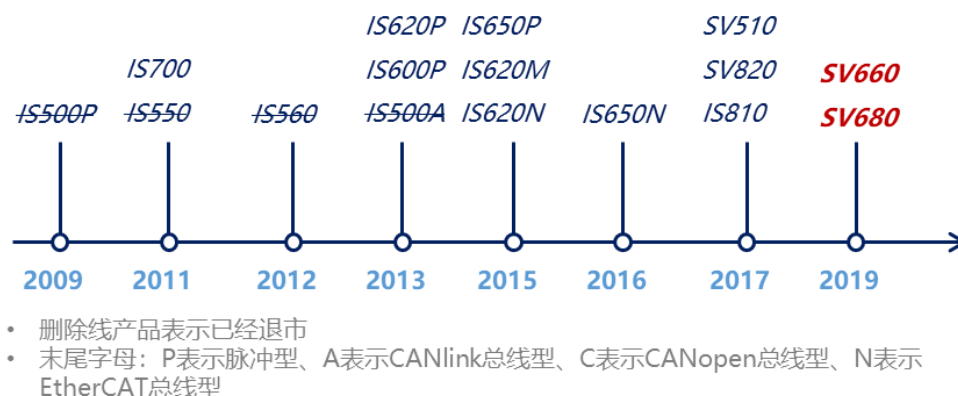 IS620P IS650P SV510
IS700 IS600P IS620M SV820 SV660
IS500P IS550 IS560 IS500A IS620N IS650N IS810 SV680
2009 2011 2012 2013 2015 2016 2017 2019
• 删除线产品表示已经退市
• 末尾字母：P表示脉冲型、A表示CANlink总线型、C表示CANopen总线型、N表示
EtherCAT总线型